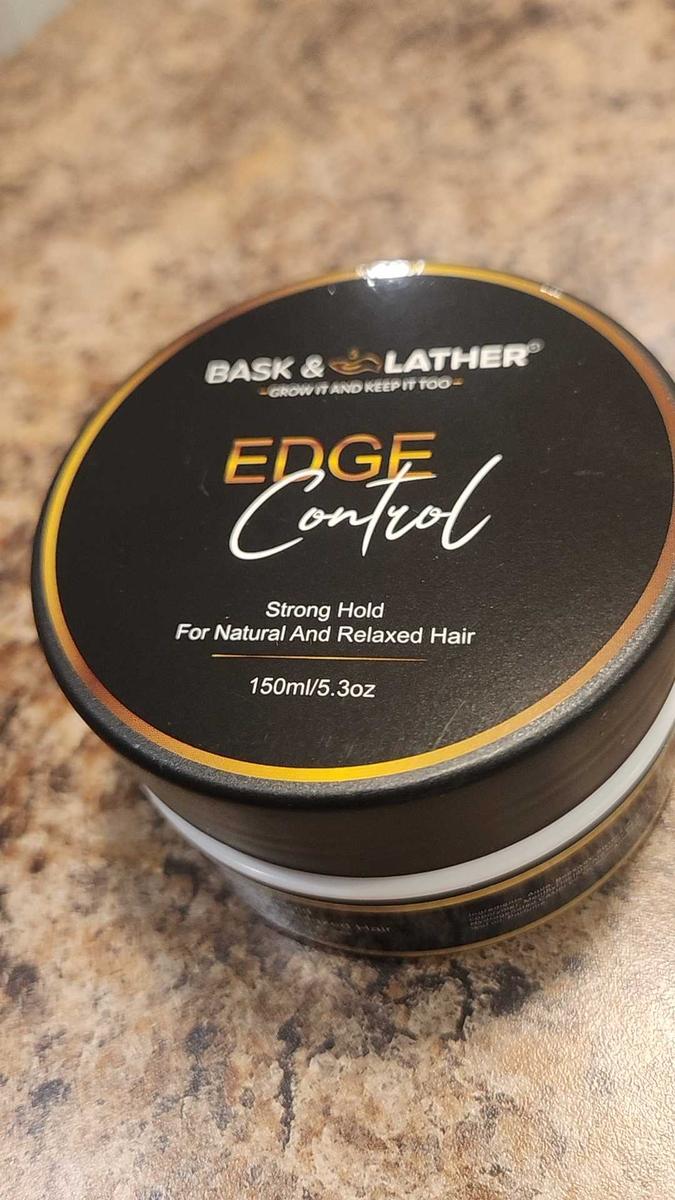 BASK & LATHER®
GROW IT AND KEEP IT TOO
EDGE
Control
Strong Hold
For Natural And Relaxed Hair
150ml/5.3oz
Hair